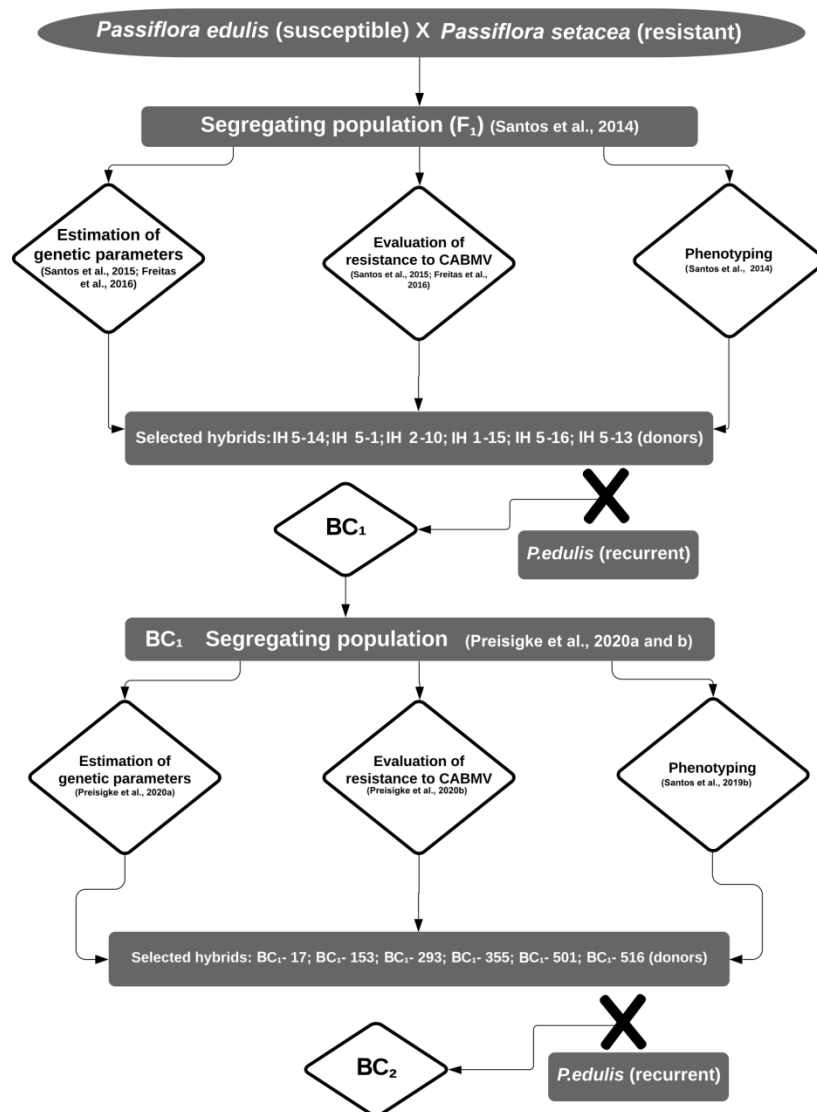 Passiflora edulis (susceptible) X Passiflora setacea (resistant)
Segregating population (F₁) (Santos et al., 2014)
Estimation of
genetic parameters
(Santos et al., 2015; Freitas
et al., 2016)
Evaluation of
resistance to CABMV
(Santos et al., 2015; Freitas et al.,
2016)
Phenotyping
(Santos et al., 2014)
Selected hybrids: IH 5-14; IH 5-1; IH 2-10; IH 1-15; IH 5-16; IH 5-13 (donors)
X
BC₁
P.edulis (recurrent)
BC₁ Segregating population (Preisigke et al., 2020a and b)
Estimation of
genetic parameters
(Preisigke et al., 2020a)
Evaluation of
resistance to CABMV
(Preisigke et al., 2020b)
Phenotyping
(Santos et al., 2019b)
Selected hybrids: BC₁- 17; BC₁- 153; BC₁- 293; BC₁- 355; BC₁- 501; BC₁- 516 (donors)
X
BC₂
P.edulis (recurrent)